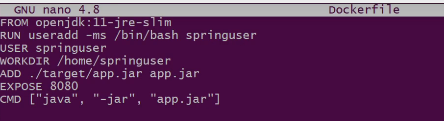 GNU nano 4.8 Dockerfile
FROM openjdk:11-jre-slim
RUN useradd -ms /bin/bash springuser
USER springuser
WORKDIR /home/springuser
ADD ./target/app.jar app.jar
EXPOSE 8080
CMD ["java", "-jar", "app.jar"]